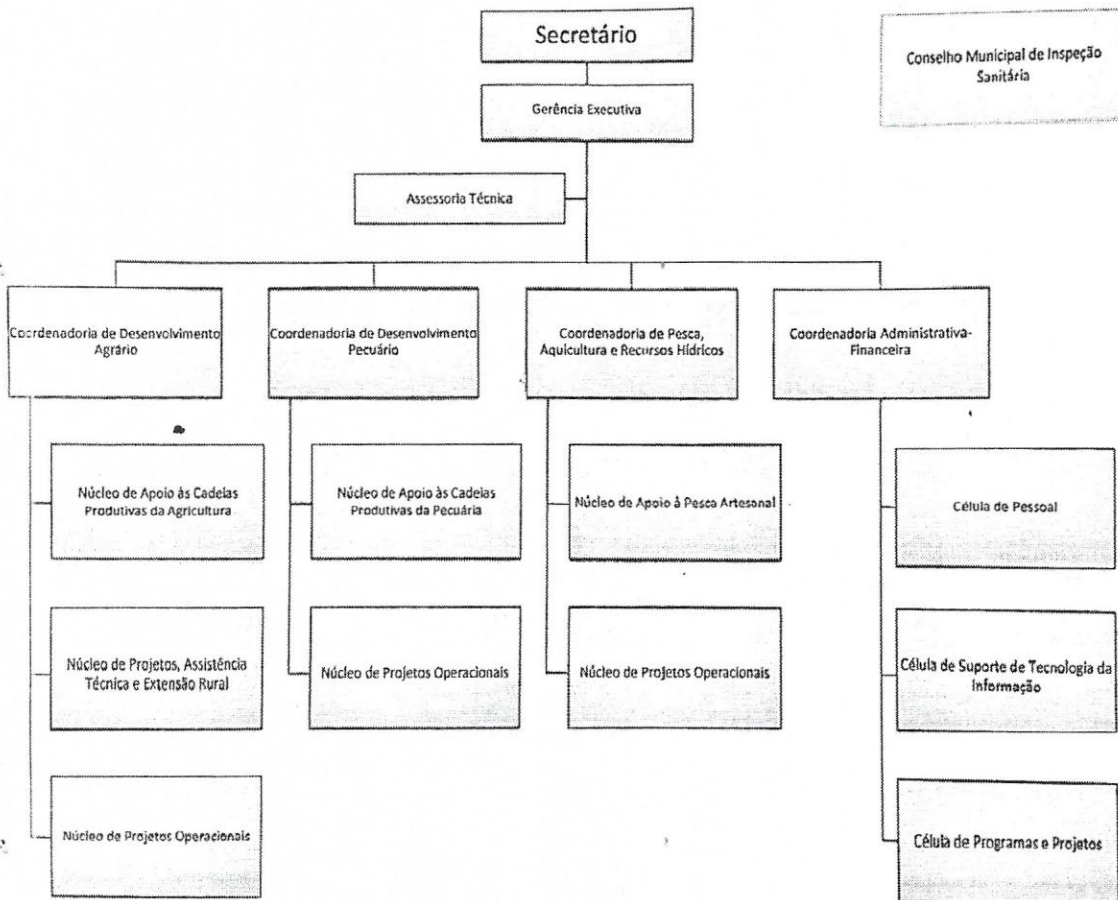 Secretário
Conselho Municipal de Inspeção
Sanitária
Gerência Executiva
Assessoria Técnica
Coordenadoria de Desenvolvimento
Agrário
Coordenadoria de Desenvolvimento
Pecuário
Coordenadoria de Pesca,
Aquicultura e Recursos Hídricos
Coordenadoria Administrativa-
Financeira
Núcleo de Apoio às Cadeias
Produtivas da Agricultura
Núcleo de Apoio às Cadeias
Produtivas da Pecuária
Núcleo de Apoio à Pesca Artesanal
Célula de Pessoal
Núcleo de Projetos, Assistência
Técnica e Extensão Rural
Núcleo de Projetos Operacionais
Núcleo de Projetos Operacionais
Célula de Suporte de Tecnologia da
Informação
Núcleo de Projetos Operacionais
Célula de Programas e Projetos